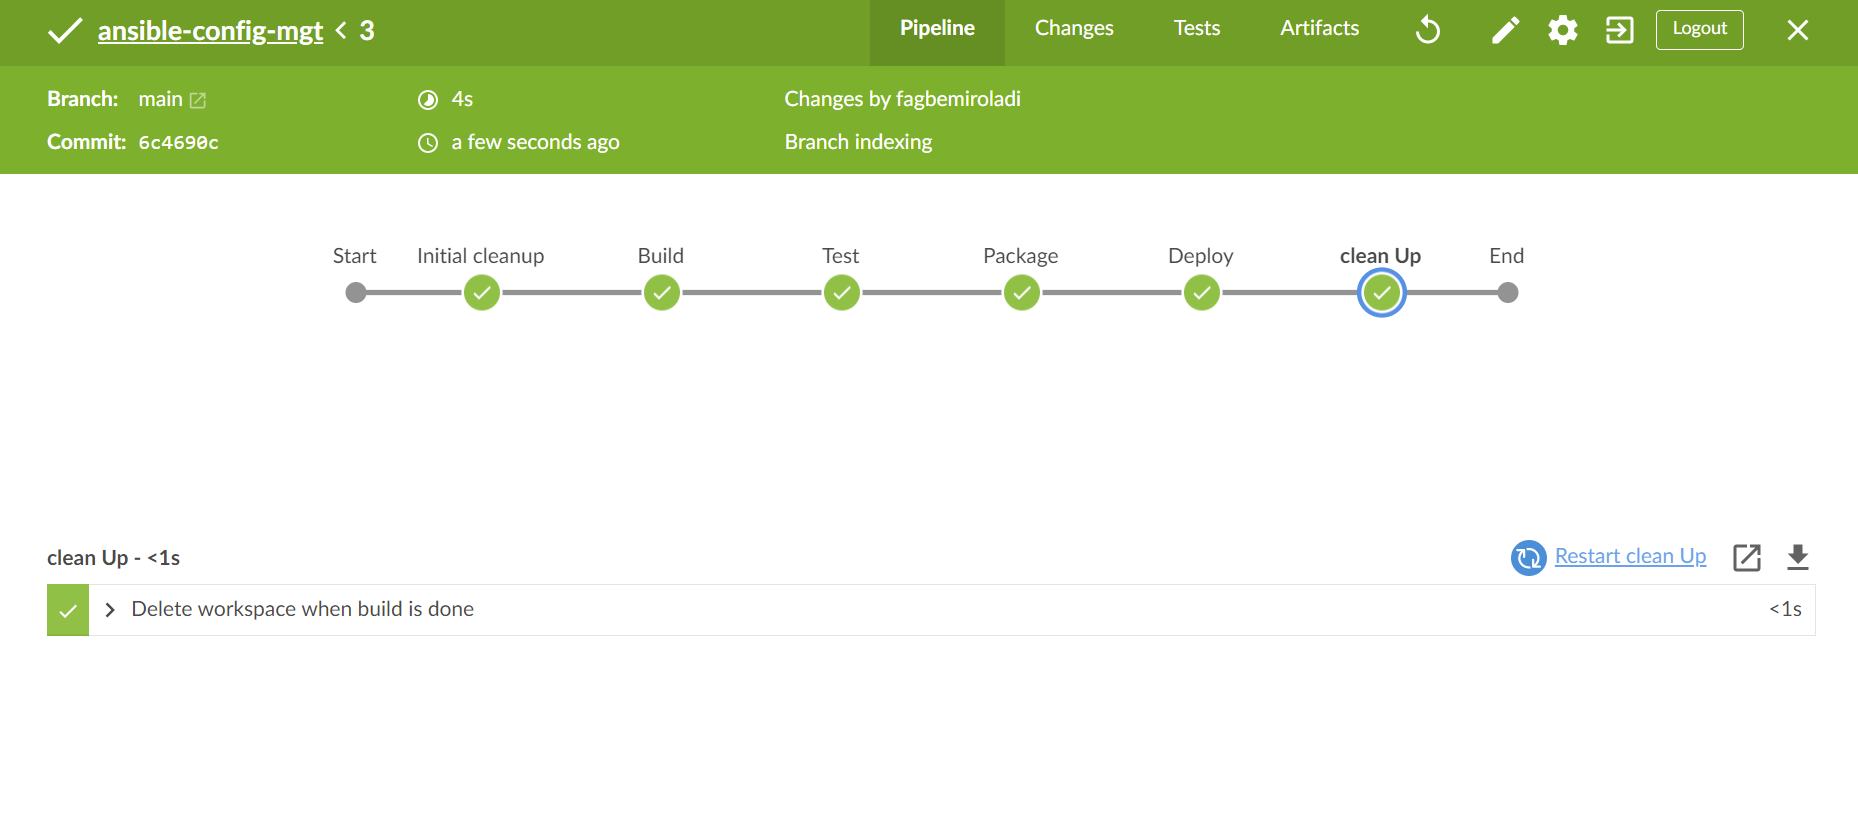 ansible-config-mgt < 3
Pipeline Changes Tests Artifacts Logout
Branch: main 4s Changes by fagbemiroladi
Commit: 6c4690c a few seconds ago Branch indexing
Start Initial cleanup Build Test Package Deploy clean Up End
clean Up - <1s Restart clean Up
Delete workspace when build is done <1s